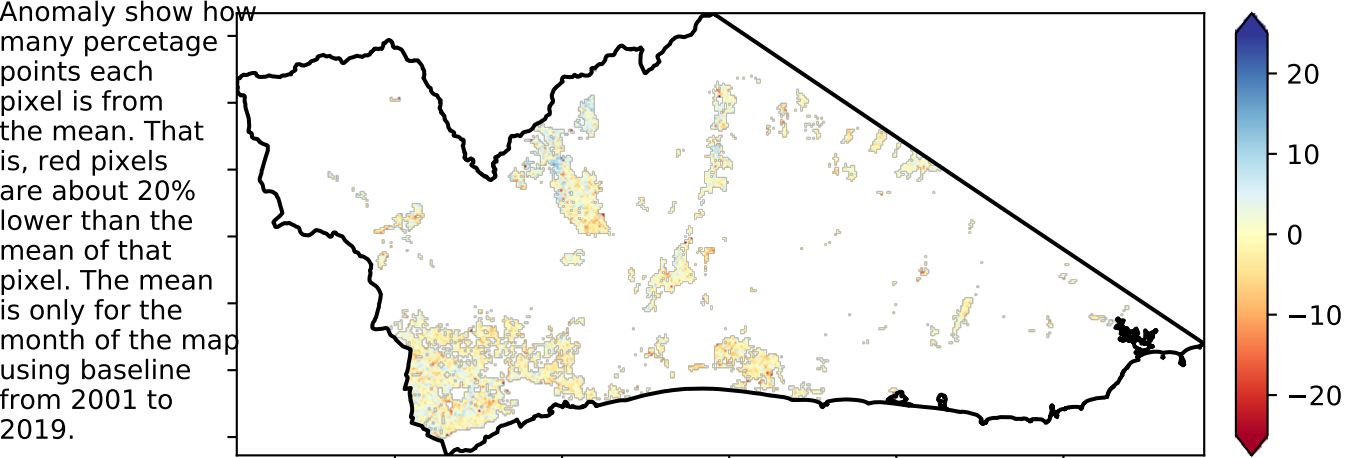 Anomaly show how
many percetage
points each
pixel is from
the mean. That
is, red pixels
are about 20%
lower than the
mean of that
pixel. The mean
is only for the
month of the map
using baseline
from 2001 to
2019.
20
10
0
−10
−20